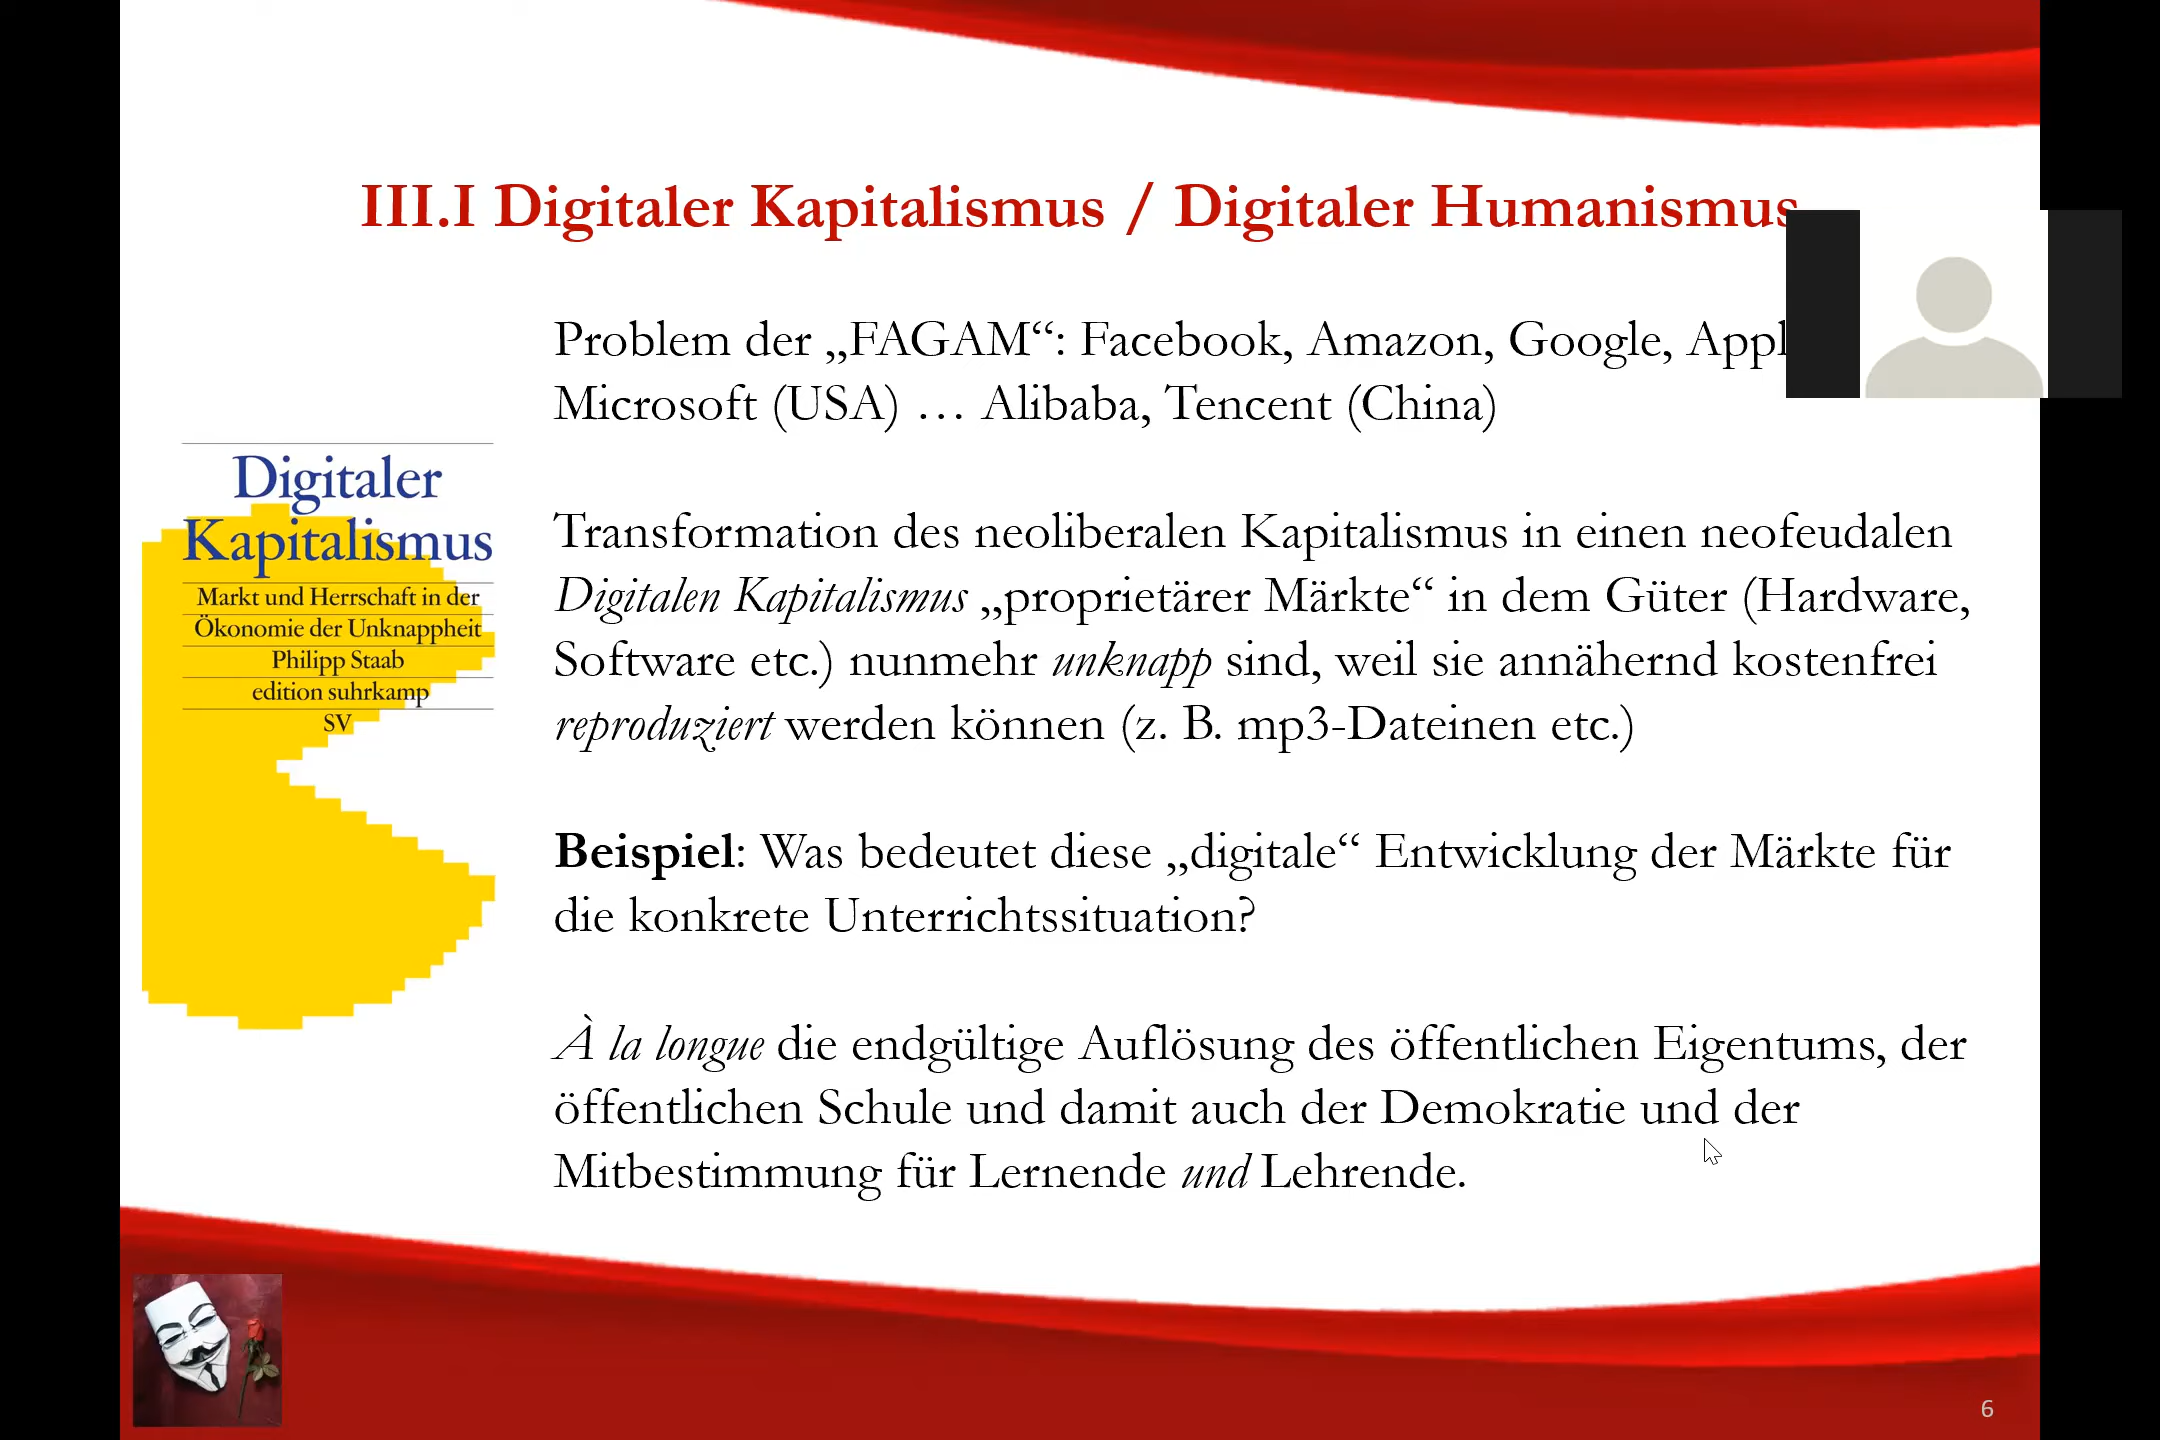 III.I Digitaler Kapitalismus / Digitaler Humanismus
Problem der „FAGAM“: Facebook, Amazon, Google, Appl
Microsoft (USA) … Alibaba, Tencent (China)
Digitaler
Kapitalismus
Markt und Herrschaft in der
Ökonomie der Unknappheit
Philipp Staab
edition suhrkamp
SV
Transformation des neoliberalen Kapitalismus in einen neofeudalen
Digitalen Kapitalismus „proprietärer Märkte“ in dem Güter (Hardware,
Software etc.) nunmehr unknapp sind, weil sie annähernd kostenfrei
reproduziert werden können (z. B. mp3-Dateinen etc.)
Beispiel: Was bedeutet diese „digitale“ Entwicklung der Märkte für
die konkrete Unterrichtssituation?
À la longue die endgültige Auflösung des öffentlichen Eigentums, der
öffentlichen Schule und damit auch der Demokratie und der
Mitbestimmung für Lernende und Lehrende.
6